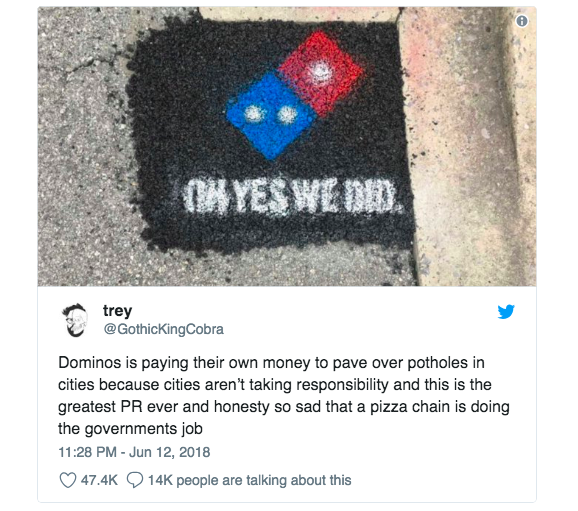 OH YES WE DID.
trey
@GothicKingCobra
Dominos is paying their own money to pave over potholes in
cities because cities aren't taking responsibility and this is the
greatest PR ever and honesty so sad that a pizza chain is doing
the governments job
11:28 PM - Jun 12, 2018
47.4K 14K people are talking about this